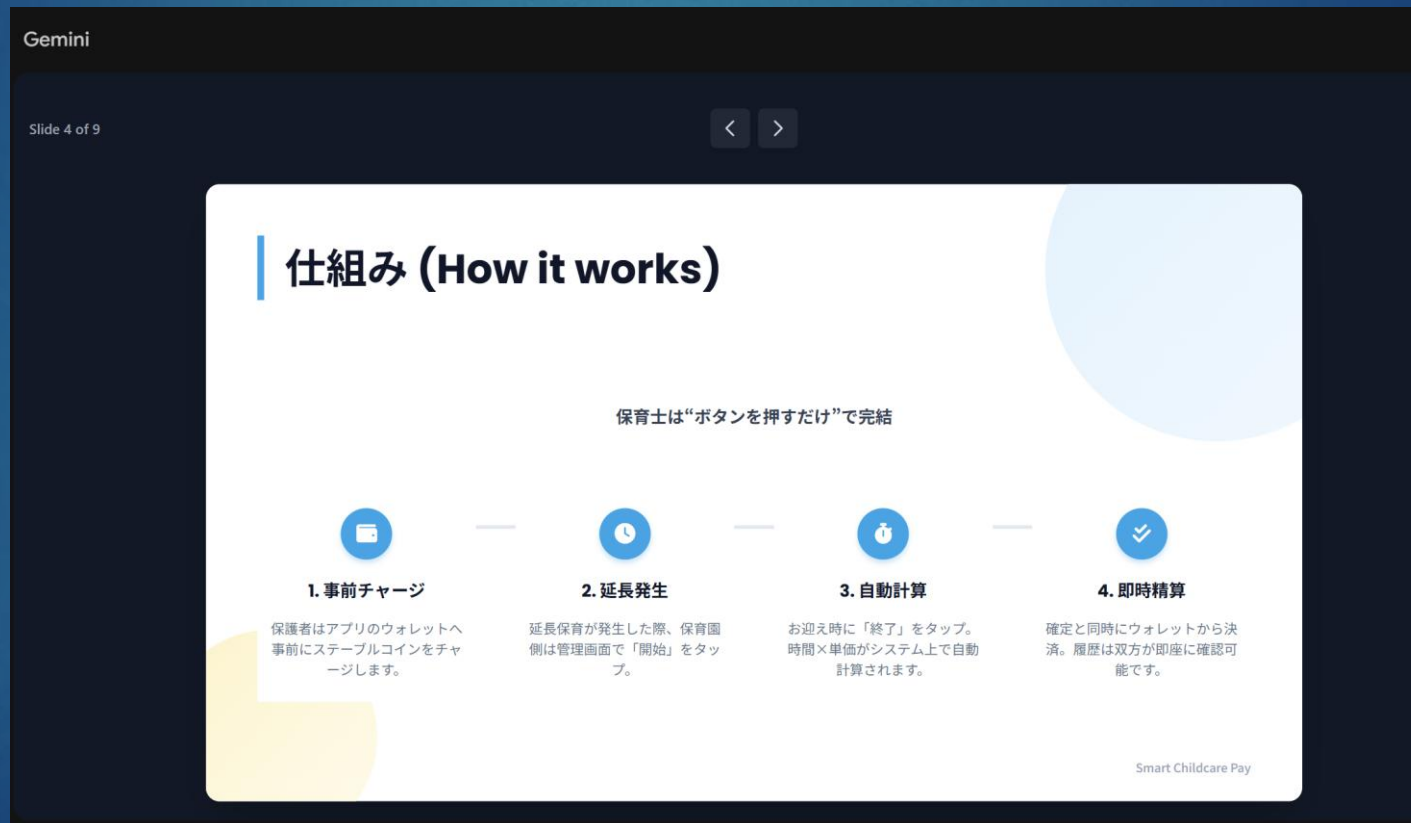 Gemini
Slide 4 of 9
仕組み (How it works)
保育士は“ボタンを押すだけ”で完結
1. 事前チャージ
保護者はアプリのウォレットへ
事前にステーブルコインをチャ
ージします。
2. 延長発生
延長保育が発生した際、保育園
側は管理画面で「開始」をタッ
プ。
3. 自動計算
お迎え時に「終了」をタップ。
時間×単価がシステム上で自動
計算されます。
4. 即時精算
確定と同時にウォレットから決
済。履歴は双方が即座に確認可
能です。
Smart Childcare Pay